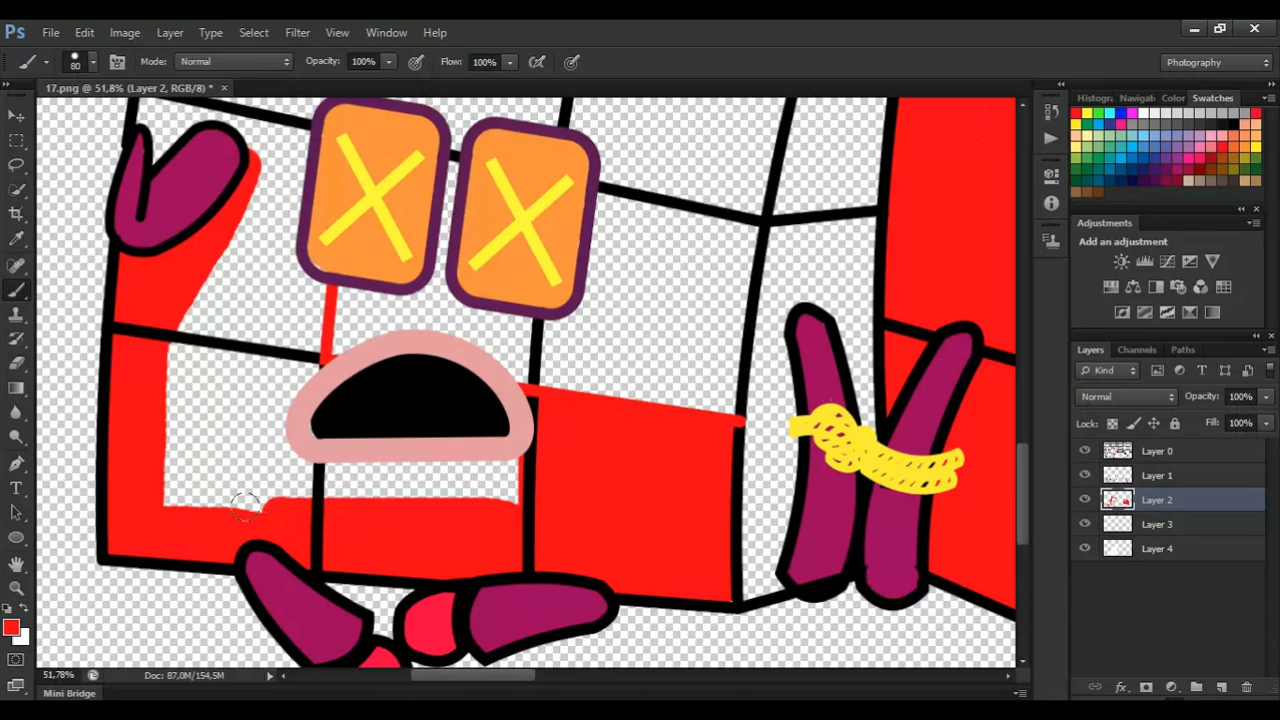 Ps File Edit Image Layer Type Select Filter View Window Help
80 Mode: Normal Opacity: 100% Flow: 100% Photography
17.png @ 51,8% (Layer 2, RGB/8) * ×
Histogr Navigat Color Swatches
Adjustments
Add an adjustment
Layers Channels Paths
Kind
Normal Opacity: 100%
Lock: Fill: 100%
Layer 0
Layer 1
Layer 2
Layer 3
Layer 4
51,78% Doc: 87,0M/154,5M
Mini Bridge